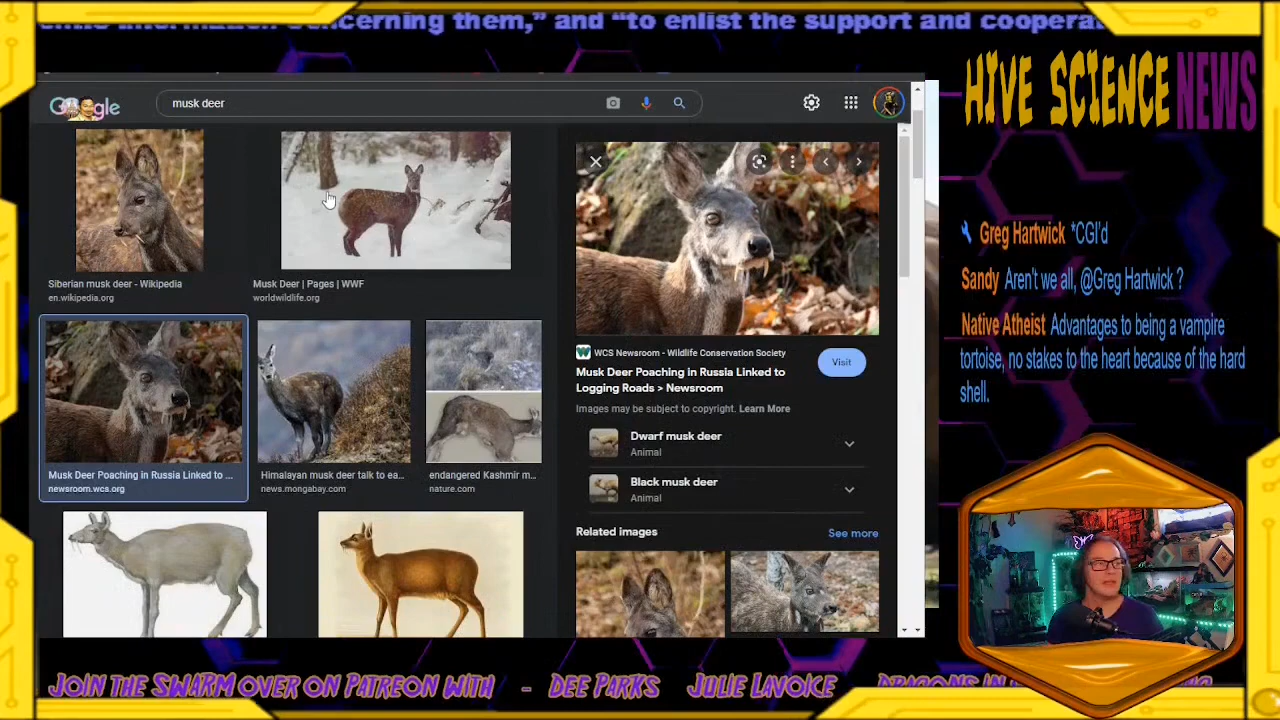 concerning them,” and “to enlist the support and
HIVE SCIENCE NEWS
musk deer
Siberian musk deer - Wikipedia
en.wikipedia.org
Musk Deer | Pages | WWF
worldwildlife.org
Musk Deer Poaching in Russia Linked to ...
newsroom.wcs.org
Himalayan musk deer talk to ea...
news.mongabay.com
endangered Kashmir m...
nature.com
WCS Newsroom - Wildlife Conservation Society
Visit
Musk Deer Poaching in Russia Linked to
Logging Roads > Newsroom
Images may be subject to copyright. Learn More
Dwarf musk deer
Animal
Black musk deer
Animal
Related images
See more
Greg Hartwick *CGI'd
Sandy Aren't we all, @Greg Hartwick ?
Native Atheist Advantages to being a vampire
tortoise, no stakes to the heart because of the hard
shell.
Join the Swarm over on Patreon with - Dee Parks Julie Lavoice Dragons in